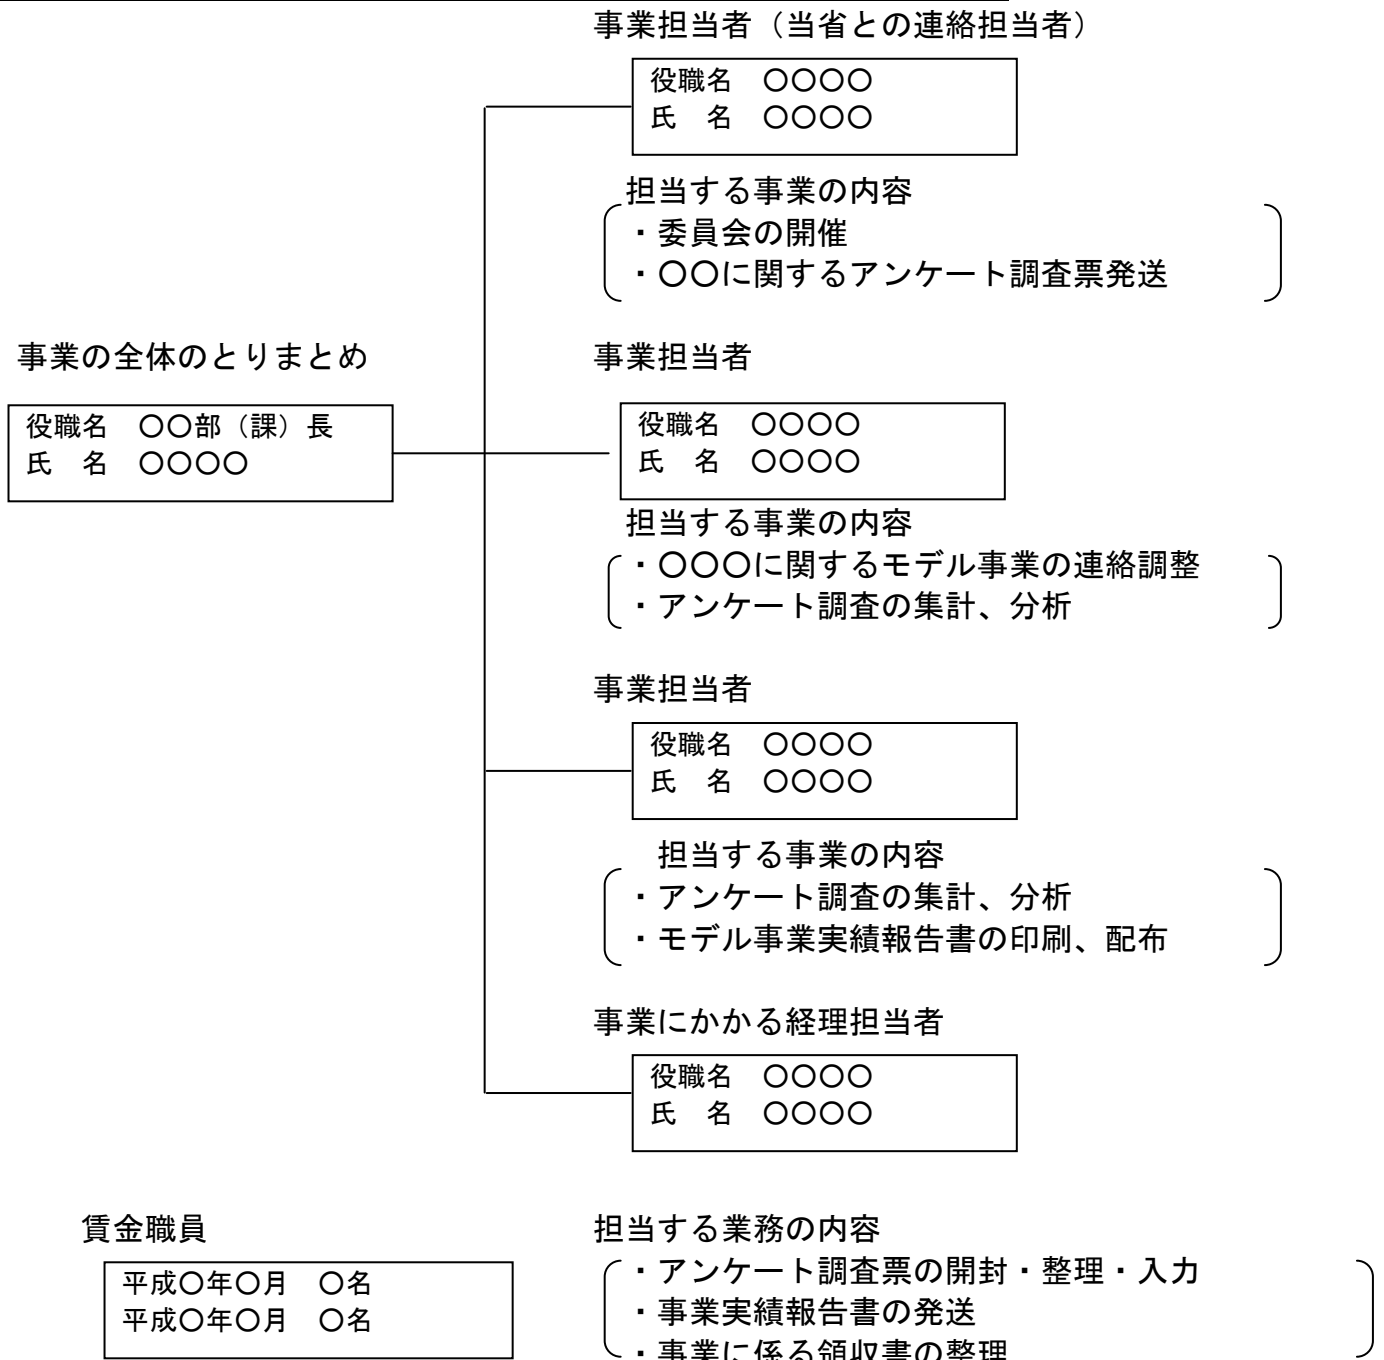 事業担当者（当省との連絡担当者）
役職名　〇〇〇〇
氏　名　〇〇〇〇
担当する事業の内容
・委員会の開催
・〇〇に関するアンケート調査票発送
事業の全体のとりまとめ
役職名　〇〇部（課）長
氏　名　〇〇〇〇
事業担当者
役職名　〇〇〇〇
氏　名　〇〇〇〇
担当する事業の内容
・〇〇〇に関するモデル事業の連絡調整
・アンケート調査の集計、分析
事業担当者
役職名　〇〇〇〇
氏　名　〇〇〇〇
担当する事業の内容
・アンケート調査の集計、分析
・モデル事業実績報告書の印刷、配布
事業にかかる経理担当者
役職名　〇〇〇〇
氏　名　〇〇〇〇
賃金職員
平成〇年〇月　〇名
平成〇年〇月　〇名
担当する業務の内容
・アンケート調査票の開封・整理・入力
・事業実績報告書の発送
・事業に係る領収書の整理